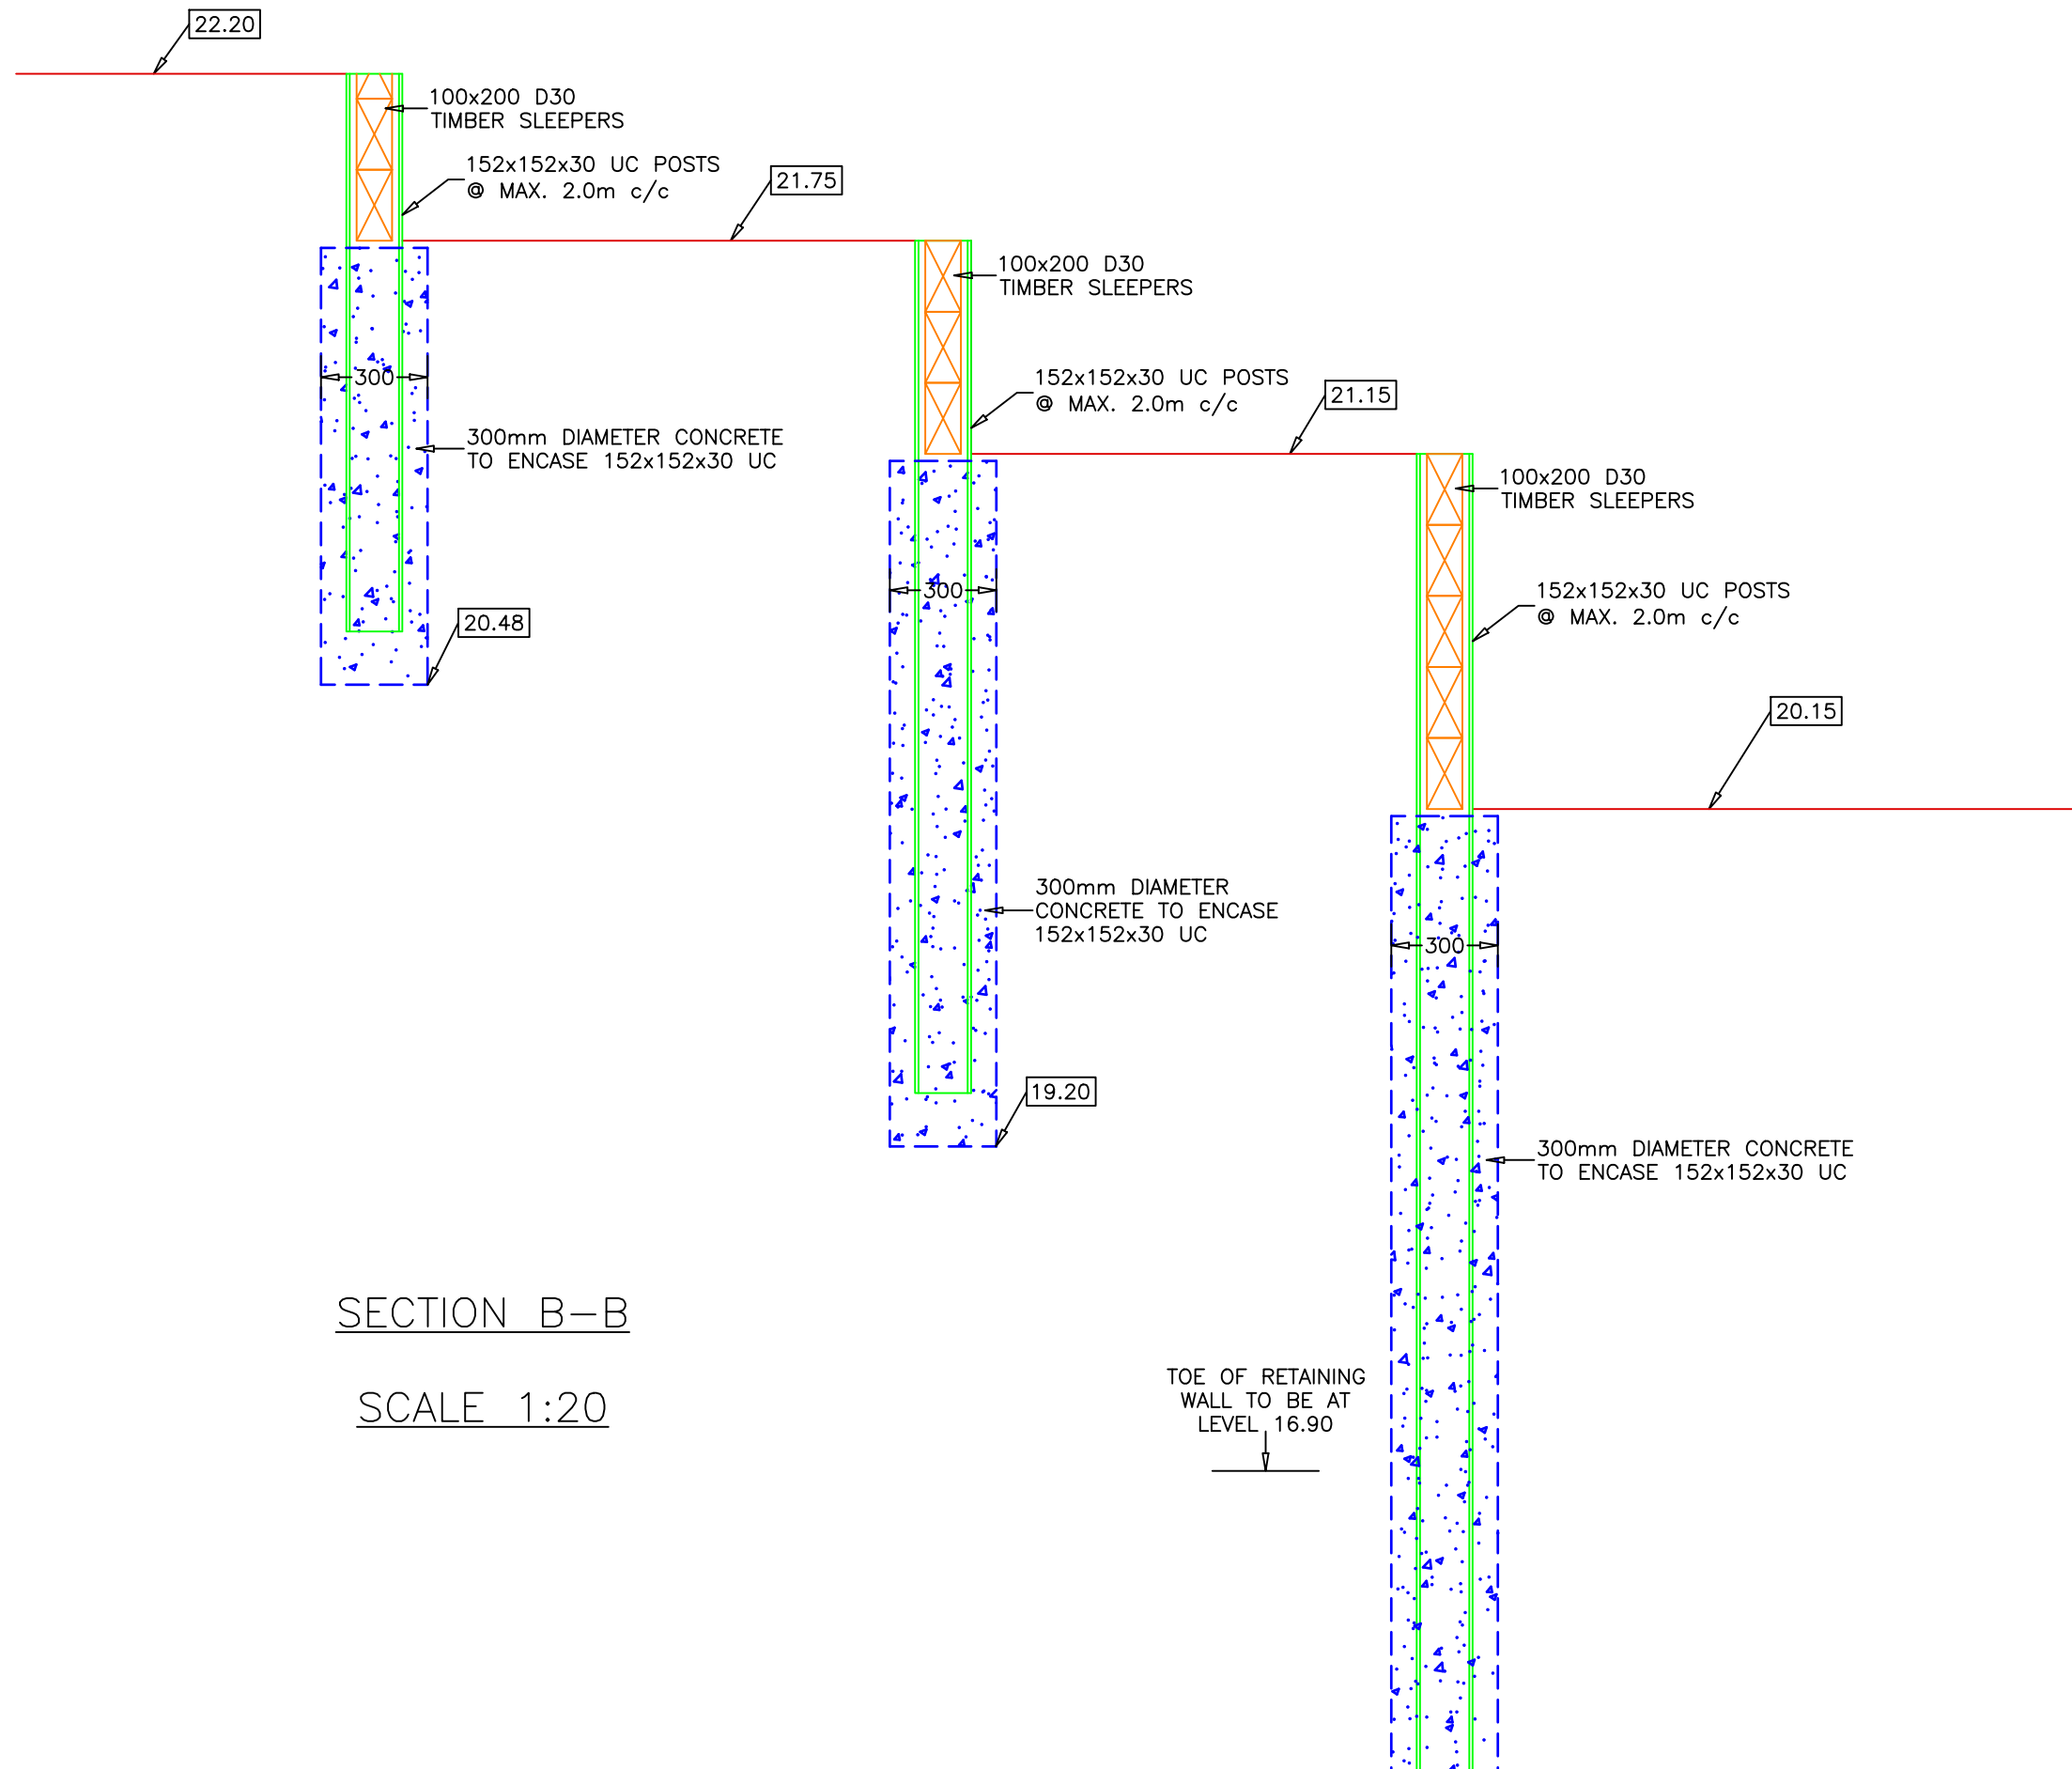 22.20
100x200 D30
TIMBER SLEEPERS
152x152x30 UC POSTS
@ MAX. 2.0m c/c
21.75
100x200 D30
TIMBER SLEEPERS
300
152x152x30 UC POSTS
@ MAX. 2.0m c/c
21.15
300mm DIAMETER CONCRETE
TO ENCASE 152x152x30 UC
100x200 D30
TIMBER SLEEPERS
300
152x152x30 UC POSTS
@ MAX. 2.0m c/c
20.48
20.15
300mm DIAMETER
CONCRETE TO ENCASE
152x152x30 UC
300
19.20
300mm DIAMETER CONCRETE
TO ENCASE 152x152x30 UC
SECTION B-B
SCALE 1:20
TOE OF RETAINING
WALL TO BE AT
LEVEL 16.90